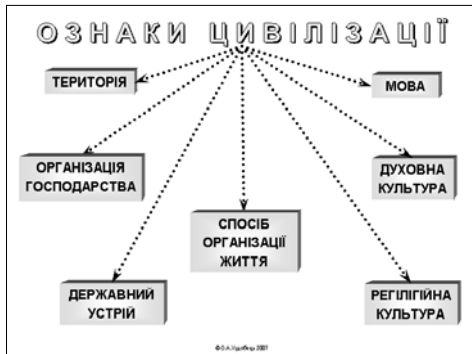 ОЗНАКИ ЦИВІЛІЗАЦІЇ
ТЕРИТОРІЯ
МОВА
ОРГАНІЗАЦІЯ
ГОСПОДАРСТВА
ДУХОВНА
КУЛЬТУРА
СПОСІБ
ОРГАНІЗАЦІЇ
ЖИТТЯ
ДЕРЖАВНИЙ
УСТРІЙ
РЕГІЛІГІЙНА
КУЛЬТУРА